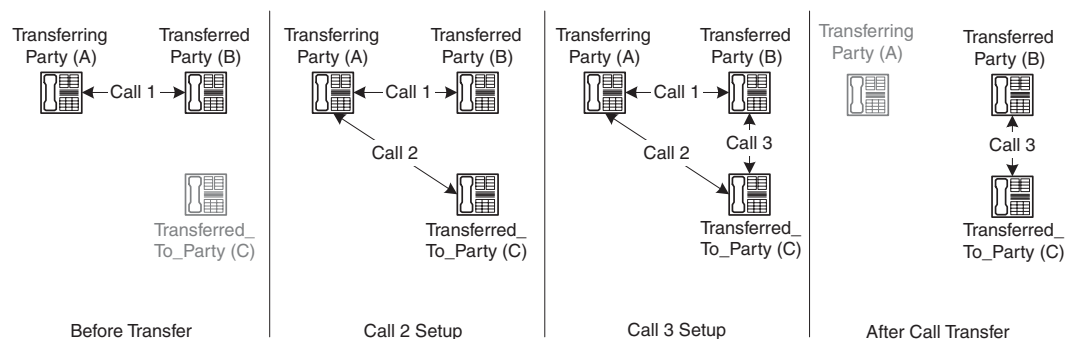 Transferring
Party (A)
Transferred
Party (B)
Call 1
Transferred_
To_Party (C)
Before Transfer
Transferring
Party (A)
Transferred
Party (B)
Call 1
Call 2
Transferred_
To_Party (C)
Call 2 Setup
Transferring
Party (A)
Transferred
Party (B)
Call 1
Call 2
Call 3
Transferred_
To_Party (C)
Call 3 Setup
Transferring
Party (A)
Transferred
Party (B)
Call 3
Transferred_
To_Party (C)
After Call Transfer